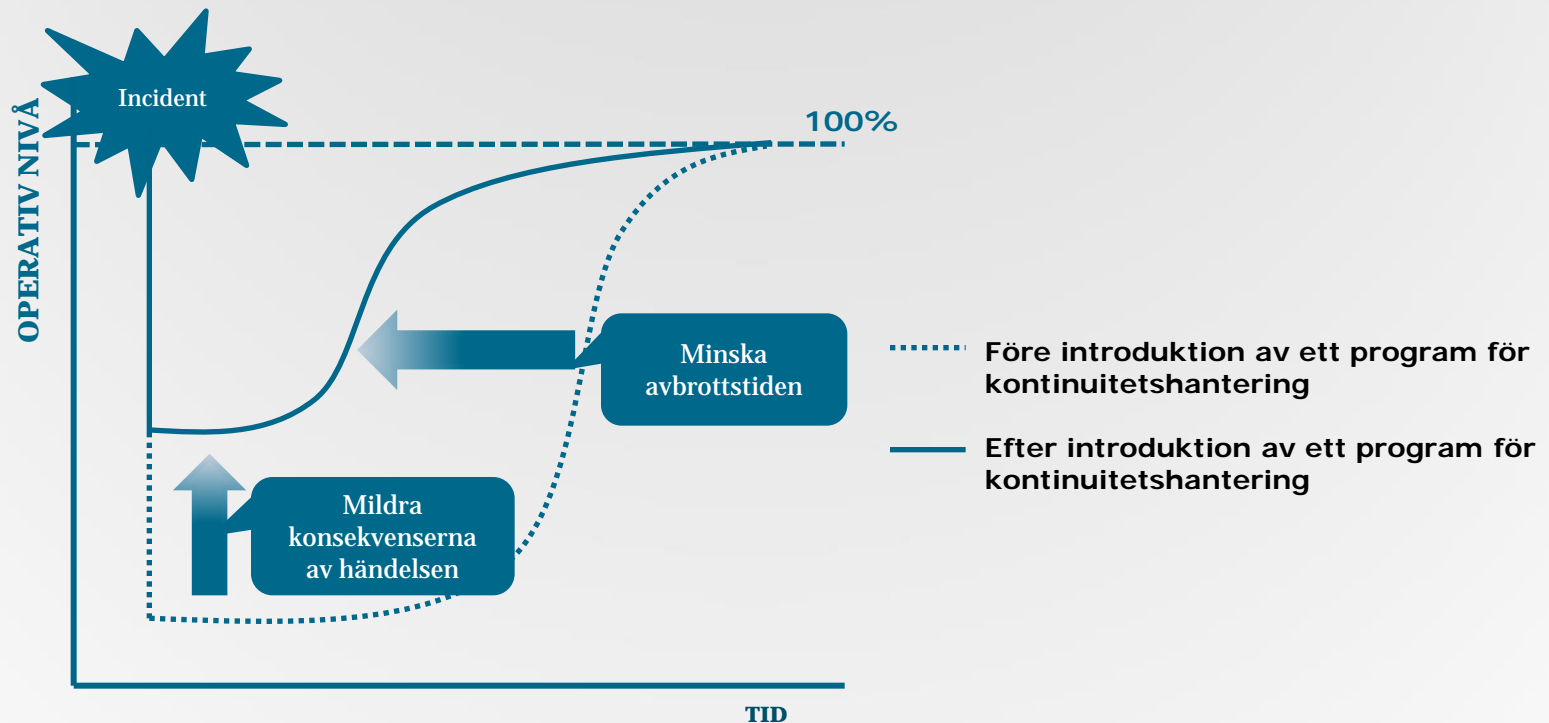 Incident
OPERATIV NIVÅ
100%
Minska
avbrottstiden
Mildra
konsekvenserna
av händelsen
Före introduktion av ett program för
kontinuitetshantering
Efter introduktion av ett program för
kontinuitetshantering
TID